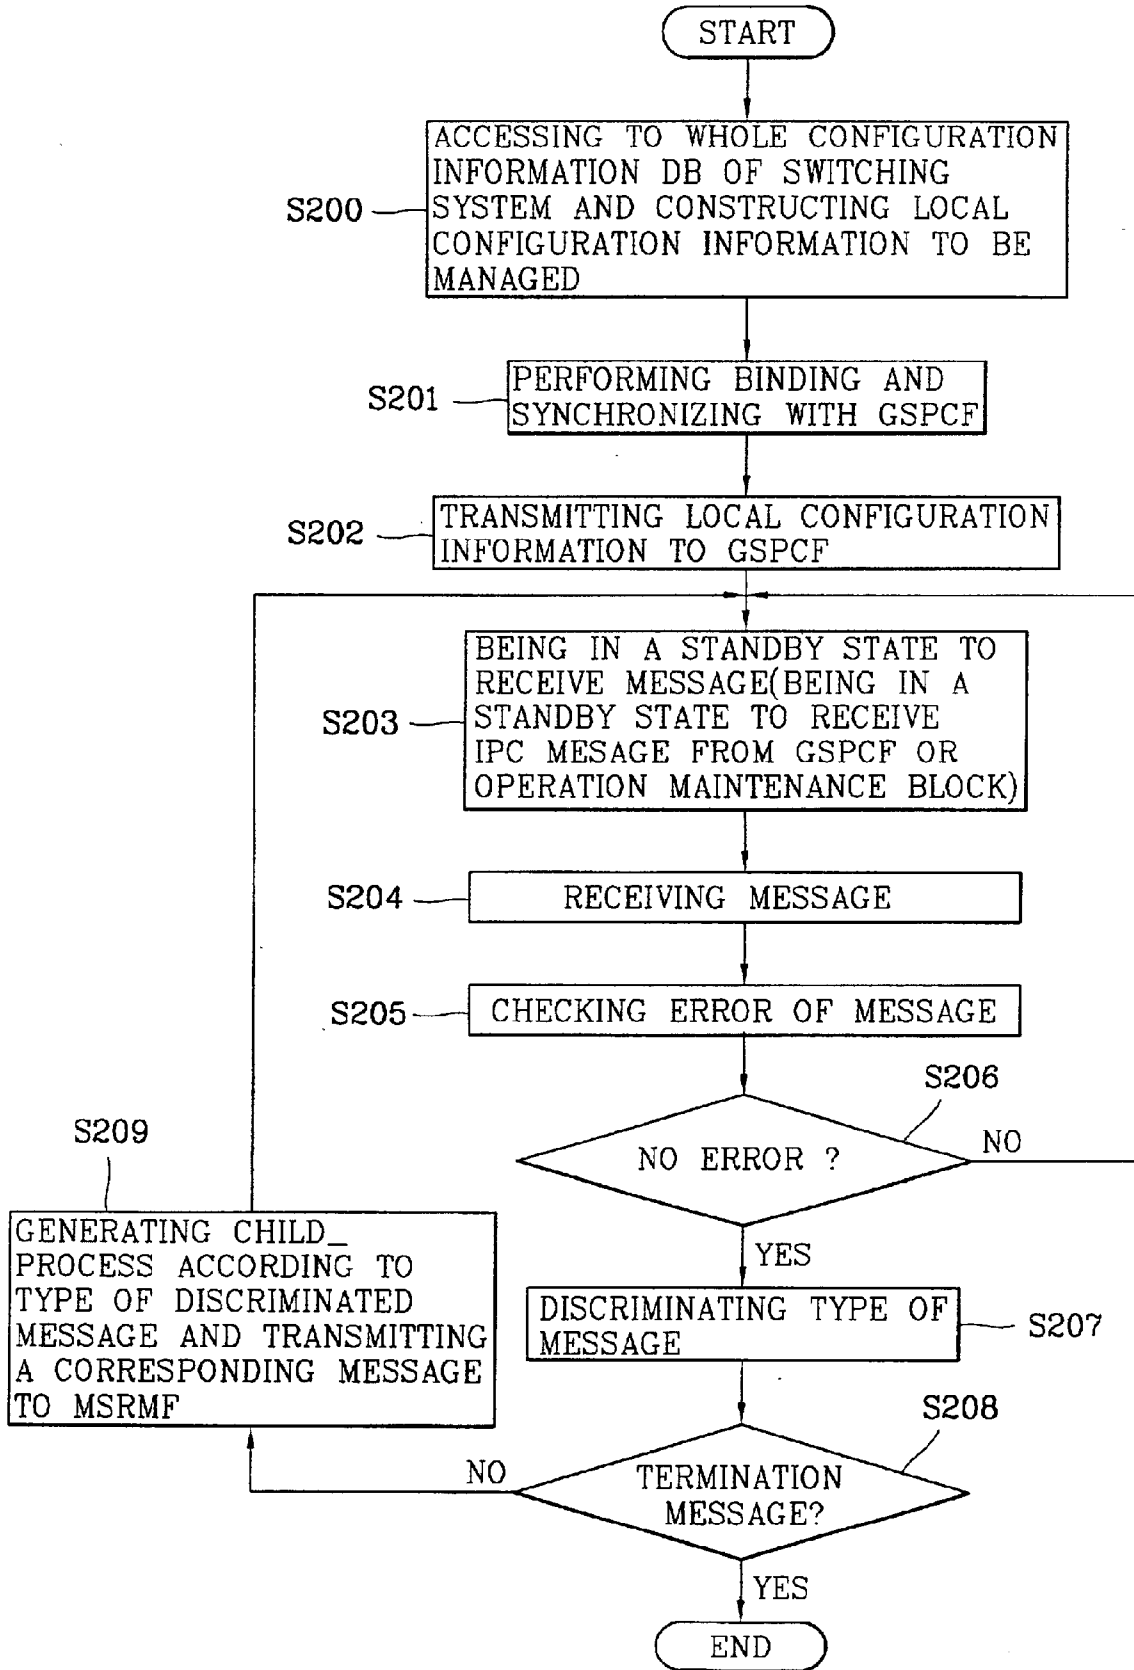 START
ACCESSING TO WHOLE CONFIGURATION
INFORMATION DB OF SWITCHING
SYSTEM AND CONSTRUCTING LOCAL
CONFIGURATION INFORMATION TO BE
MANAGED
S200
PERFORMING BINDING AND
SYNCHRONIZING WITH GSPCF
S201
TRANSMITTING LOCAL CONFIGURATION
INFORMATION TO GSPCF
S202
BEING IN A STANDBY STATE TO
RECEIVE MESSAGE(BEING IN A
STANDBY STATE TO RECEIVE
IPC MESAGE FROM GSPCF OR
OPERATION MAINTENANCE BLOCK)
S203
S204
RECEIVING MESSAGE
S205
CHECKING ERROR OF MESSAGE
S206
NO ERROR ?
NO
YES
DISCRIMINATING TYPE OF
MESSAGE
S207
S208
TERMINATION
MESSAGE?
NO
YES
S209
GENERATING CHILD_
PROCESS ACCORDING TO
TYPE OF DISCRIMINATED
MESSAGE AND TRANSMITTING
A CORRESPONDING MESSAGE
TO MSRMF
END